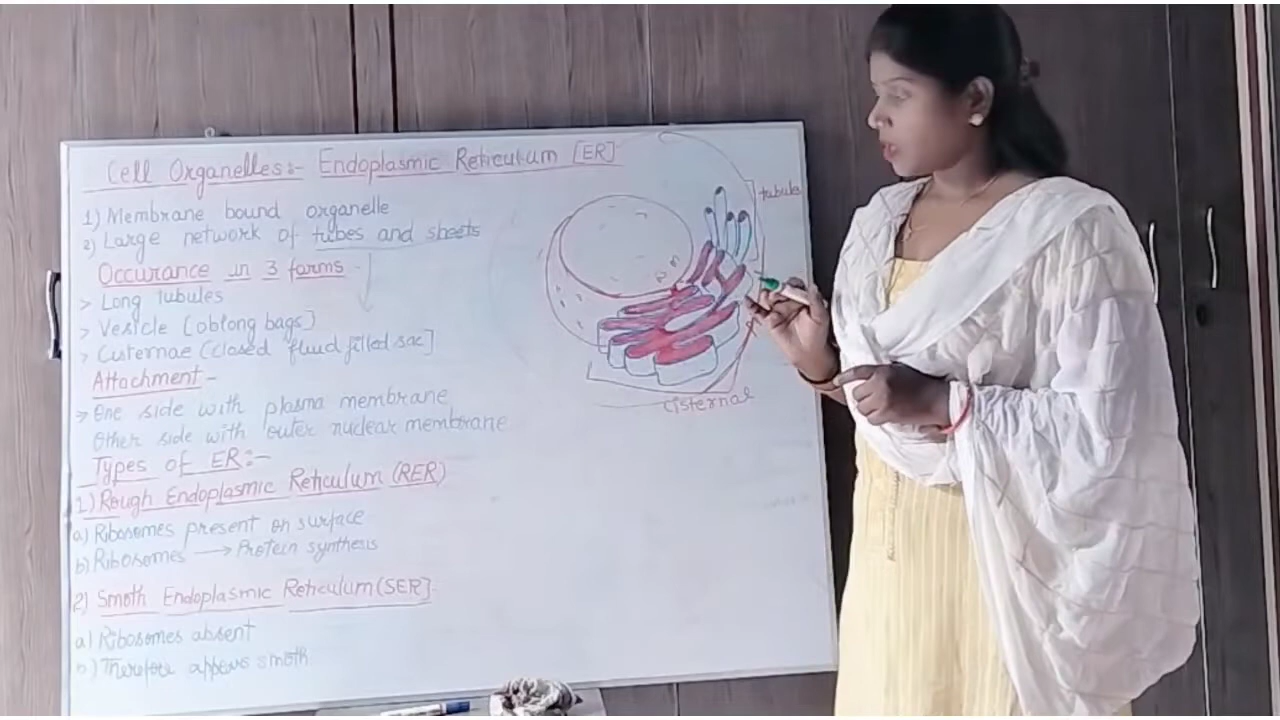 Cell Organelles:- Endoplasmic Reticulum [ER]
1) Membrane bound organelle
2) Large network of tubes and sheets
Occurance in 3 forms
> Long tubules
> Vesicle [oblong bags]
> Cisternae (closed fluid filled sac]
Attachment -
→ One side with plasma membrane
Other side with outer nuclear membrane
Types of ER:-
1) Rough Endoplasmic Reticulum (RER)
a) Ribosomes present on surface
b) Ribosomes → Protein synthesis
2) Smoth Endoplasmic Reticulum (SER]
a) Ribosomes absent
b) Therefore appears smoth
tubule
cisternal